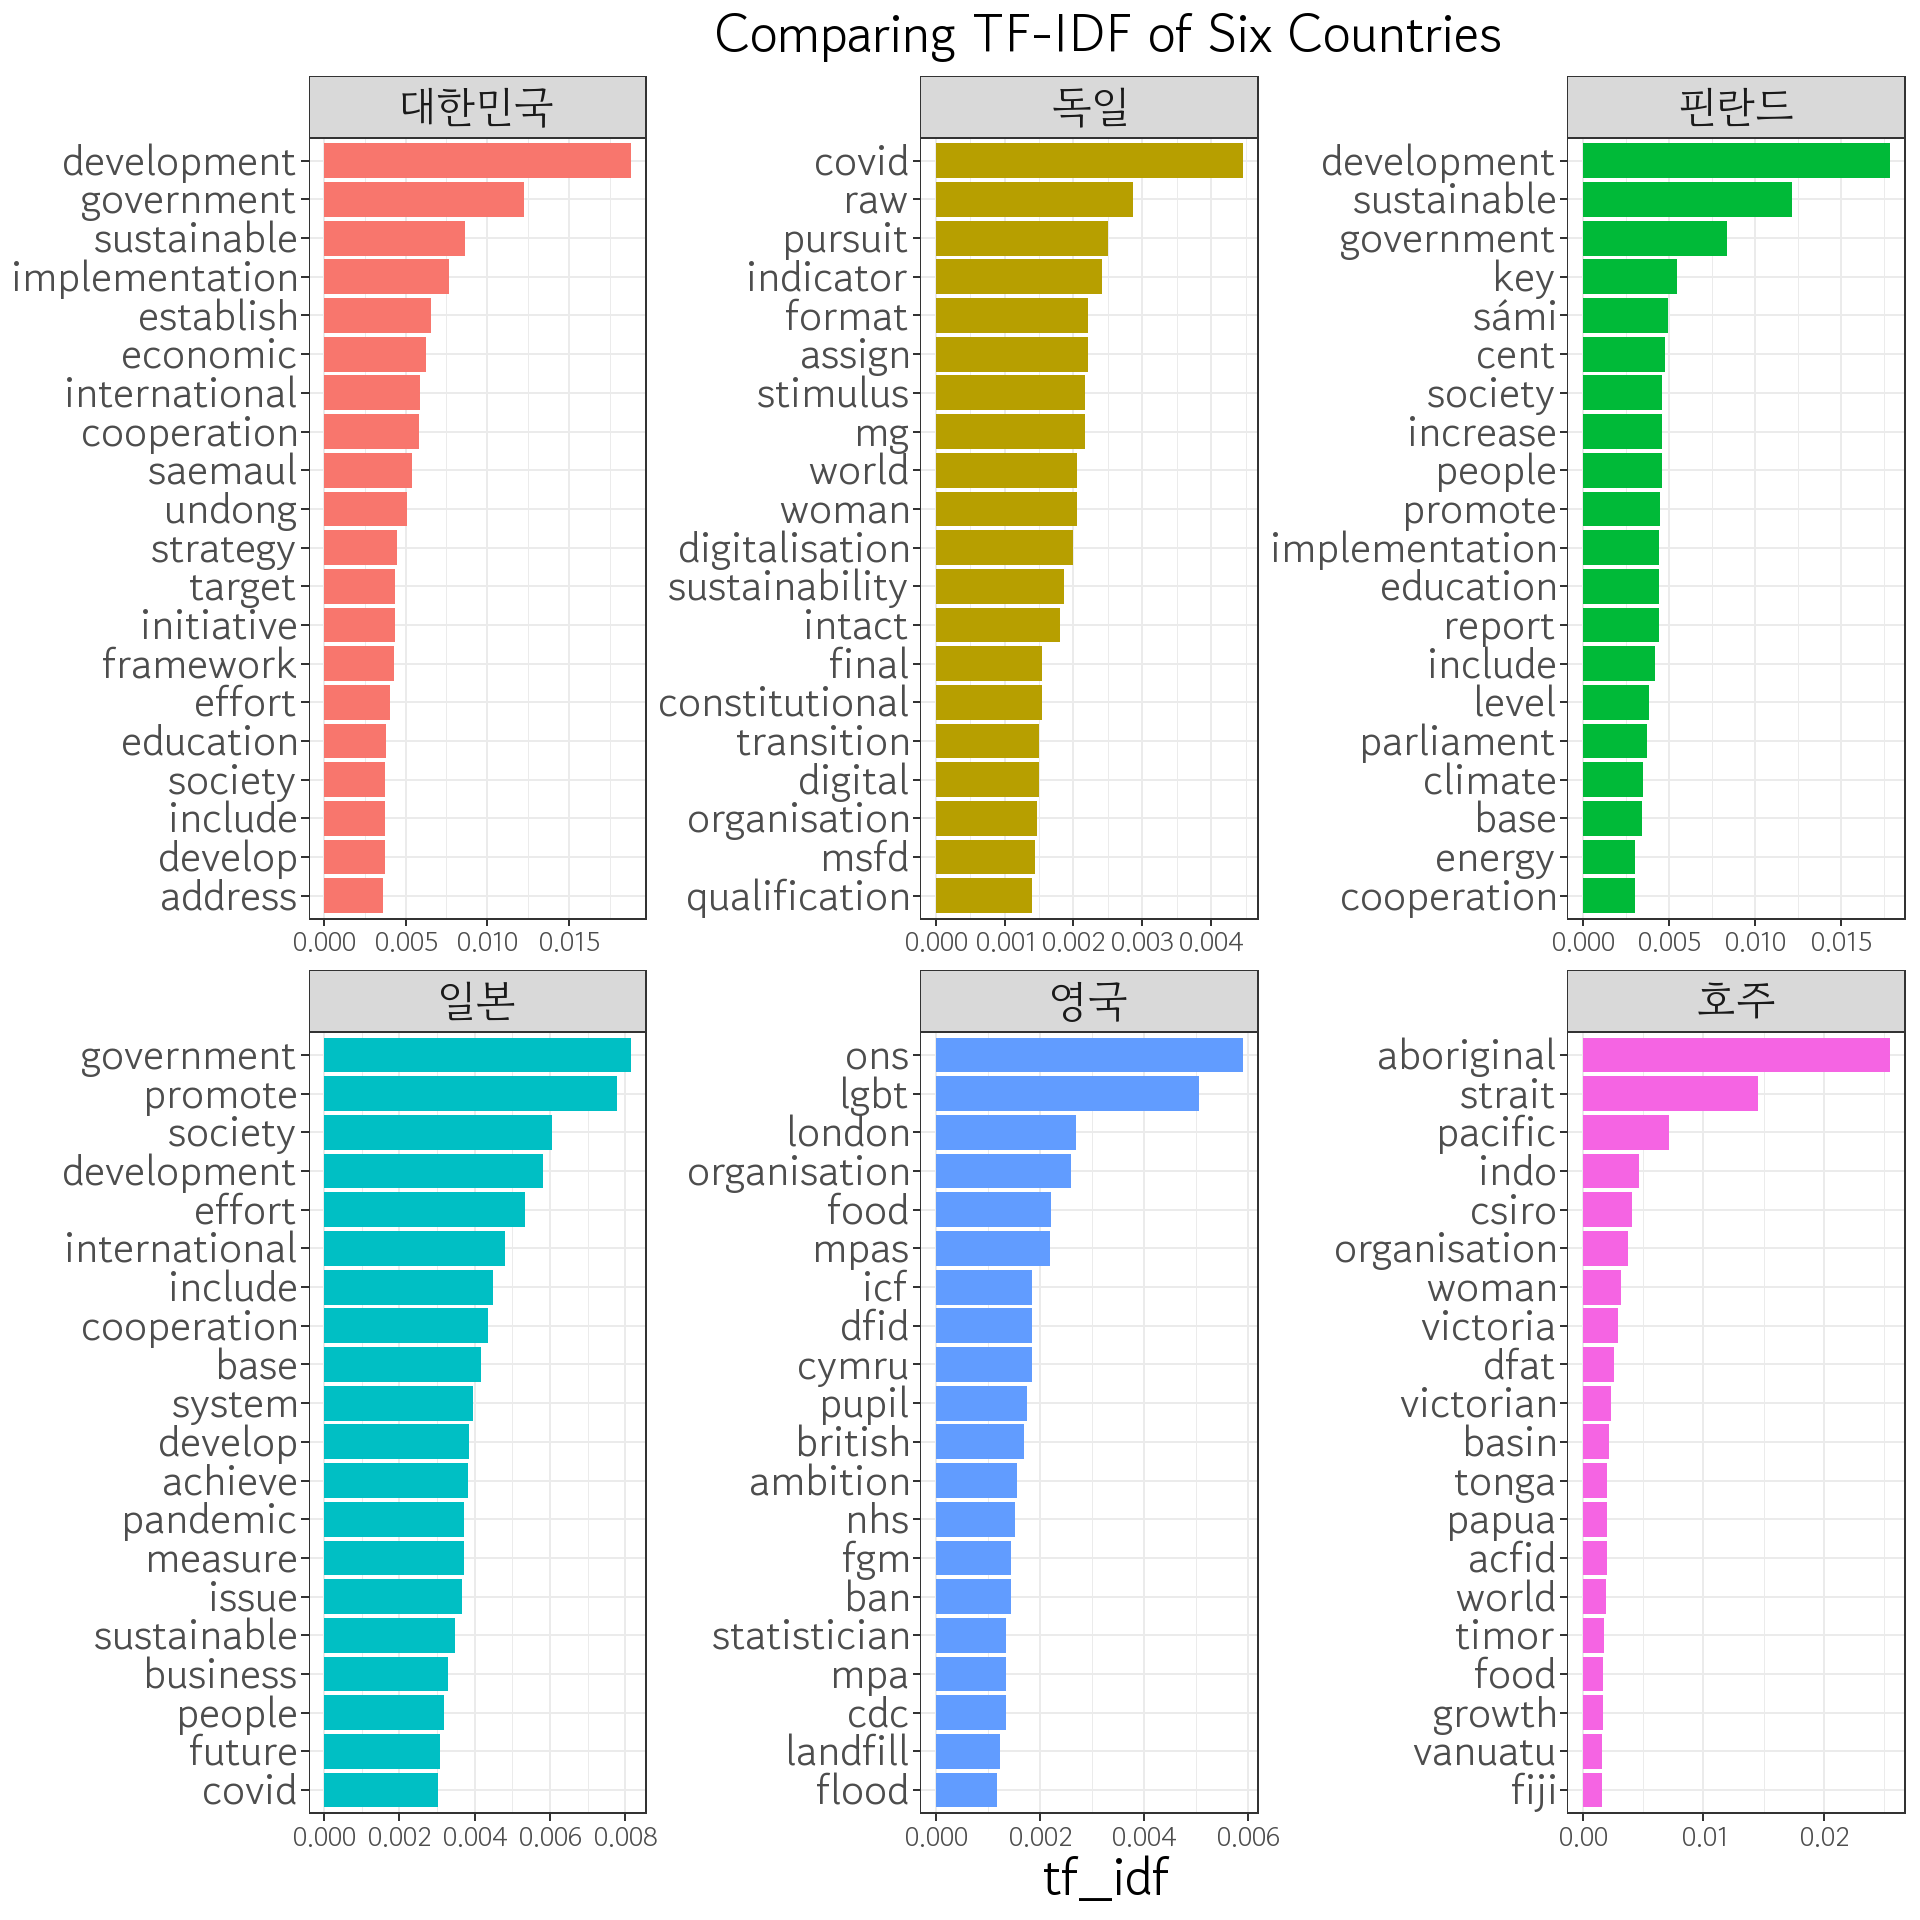 Comparing TF-IDF of Six Countries
대한민국
development
government
sustainable
implementation
establish
economic
international
cooperation
saemaul
undong
strategy
target
initiative
framework
effort
education
society
include
develop
address
0.000 0.005 0.010 0.015
독일
covid
raw
pursuit
indicator
format
assign
stimulus
mg
world
woman
digitalisation
sustainability
intact
final
constitutional
transition
digital
organisation
msfd
qualification
0.000 0.001 0.002 0.003 0.004
핀란드
development
sustainable
government
key
sámi
cent
society
increase
people
promote
implementation
education
report
include
level
parliament
climate
base
energy
cooperation
0.000 0.005 0.010 0.015
일본
government
promote
society
development
effort
international
include
cooperation
base
system
develop
achieve
pandemic
measure
issue
sustainable
business
people
future
covid
0.000 0.002 0.004 0.006 0.008
영국
ons
lgbt
london
organisation
food
mpas
icf
dfid
cymru
pupil
british
ambition
nhs
fgm
ban
statistician
mpa
cdc
landfill
flood
0.000 0.002 0.004 0.006
호주
aboriginal
strait
pacific
indo
csiro
organisation
woman
victoria
dfat
victorian
basin
tonga
papua
acfid
world
timor
food
growth
vanuatu
fiji
0.00 0.01 0.02
tf_idf